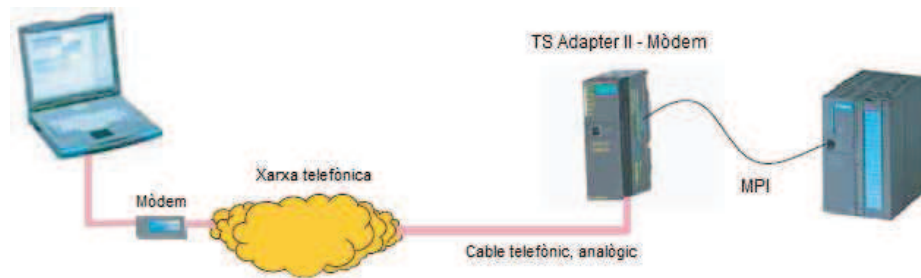 TS Adapter II - Mòdem
Xarxa telefònica
Mòdem
MPI
Cable telefònic, analògic